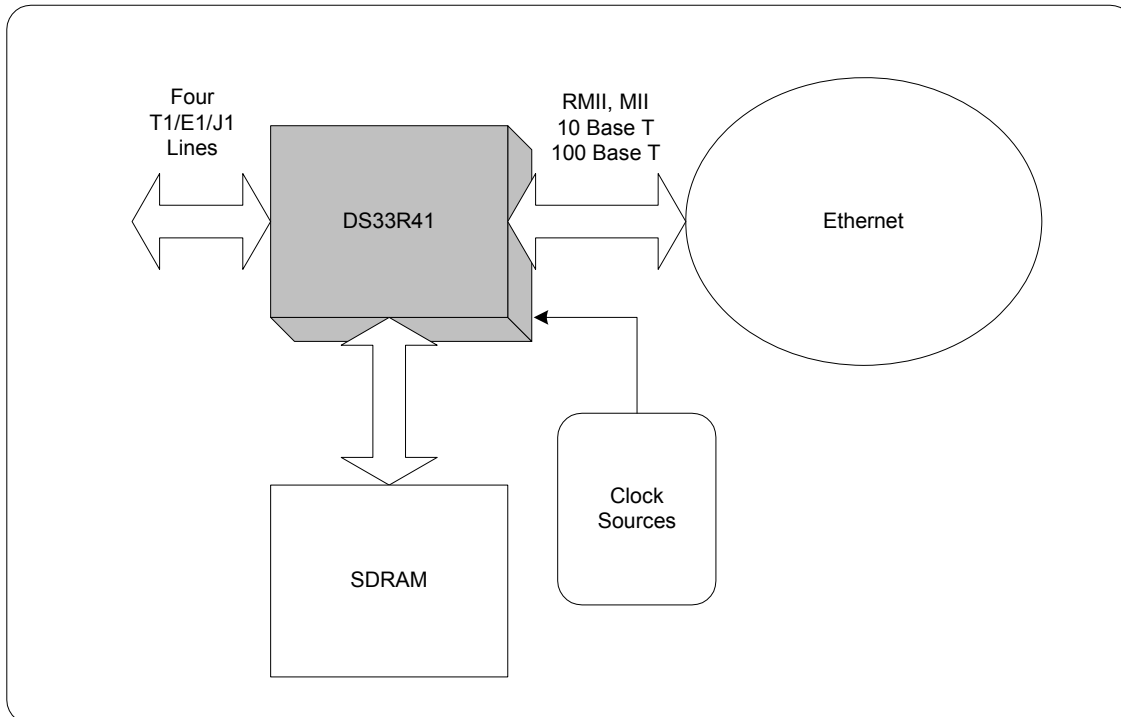 Four
T1/E1/J1
Lines
RMII, MII
10 Base T
100 Base T
DS33R41
Ethernet
Clock
Sources
SDRAM